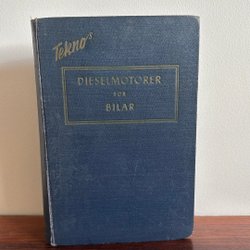 Tekno's
DIESELMOTORER
FÖR
BILAR